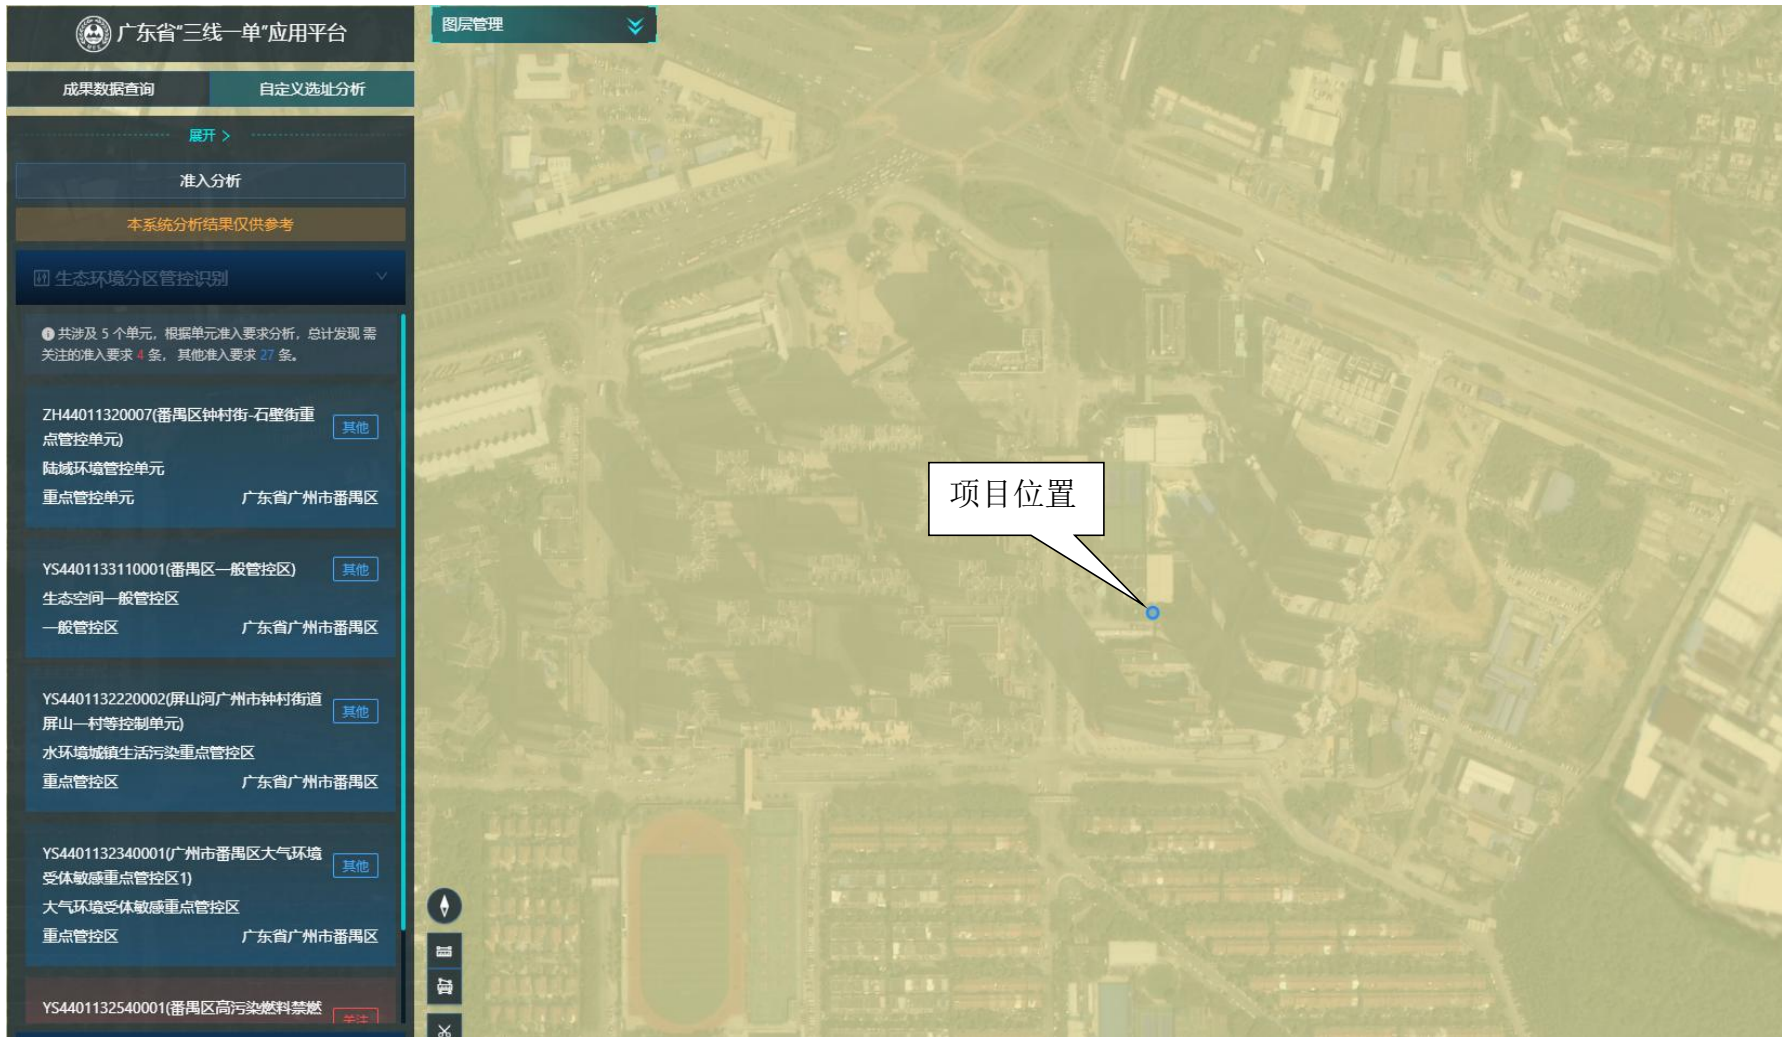 广东省"三线一单"应用平台
图层管理
成果数据查询
自定义选址分析
展开 >
准入分析
本系统分析结果仅供参考
生态环境分区管控识别
共涉及 5 个单元，根据单元准入要求分析，总计发现 需
关注的准入要求 4 条， 其他准入要求 27 条。
ZH44011320007(番禺区钟村街-石壁街重
点管控单元)
其他
陆域环境管控单元
重点管控单元 广东省广州市番禺区
YS4401133110001(番禺区一般管控区)
其他
生态空间一般管控区
一般管控区 广东省广州市番禺区
YS4401132220002(屏山河广州市钟村街道
屏山一村等控制单元)
其他
水环境城镇生活污染重点管控区
重点管控区 广东省广州市番禺区
YS4401132340001(广州市番禺区大气环境
受体敏感重点管控区1)
其他
大气环境受体敏感重点管控区
重点管控区 广东省广州市番禺区
YS4401132540001(番禺区高污染燃料禁燃
关注
项目位置